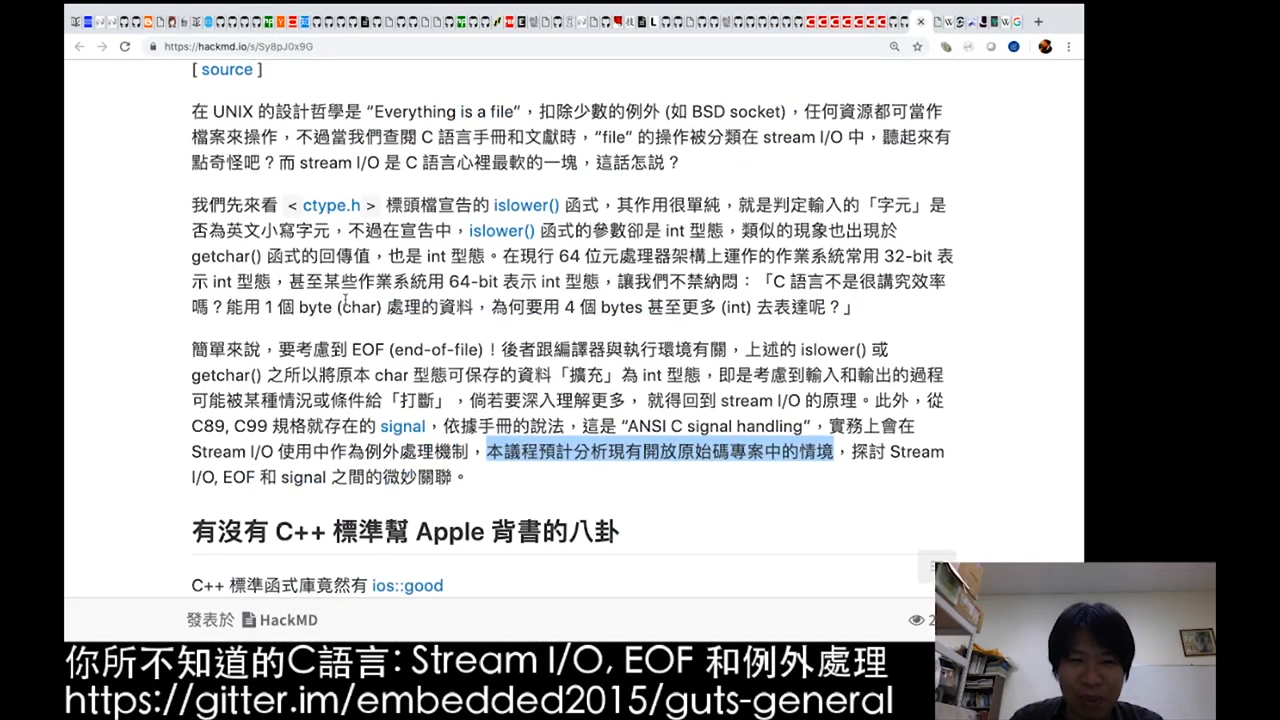 https://hackmd.io/s/Sy8pJ0x9G
[ source ]
在 UNIX 的設計哲學是 “Everything is a file”，扣除少數的例外 (如 BSD socket)，任何資源都可當作
檔案來操作，不過當我們查閱 C 語言手冊和文獻時，“file” 的操作被分類在 stream I/O 中，聽起來有
點奇怪吧？而 stream I/O 是 C 語言心裡最軟的一塊，這話怎説？
我們先來看 < ctype.h > 標頭檔宣告的 islower() 函式，其作用很單純，就是判定輸入的「字元」是
否為英文小寫字元，不過在宣告中，islower() 函式的參數卻是 int 型態，類似的現象也出現於
getchar() 函式的回傳值，也是 int 型態。在現行 64 位元處理器架構上運作的作業系統常用 32-bit 表
示 int 型態，甚至某些作業系統用 64-bit 表示 int 型態，讓我們不禁納悶：「C 語言不是很講究效率
嗎？能用 1 個 byte (char) 處理的資料，為何要用 4 個 bytes 甚至更多 (int) 去表達呢？」
簡單來說，要考慮到 EOF (end-of-file)！後者跟編譯器與執行環境有關，上述的 islower() 或
getchar() 之所以將原本 char 型態可保存的資料「擴充」為 int 型態，即是考慮到輸入和輸出的過程
可能被某種情況或條件給「打斷」，倘若要深入理解更多， 就得回到 stream I/O 的原理。此外，從
C89, C99 規格就存在的 signal，依據手冊的說法，這是 “ANSI C signal handling”，實務上會在
Stream I/O 使用中作為例外處理機制，本議程預計分析現有開放原始碼專案中的情境，探討 Stream
I/O, EOF 和 signal 之間的微妙關聯。
有沒有 C++ 標準幫 Apple 背書的八卦
C++ 標準函式庫竟然有 ios::good
發表於 HackMD
你所不知道的C語言: Stream I/O, EOF 和例外處理
https://gitter.im/embedded2015/guts-general